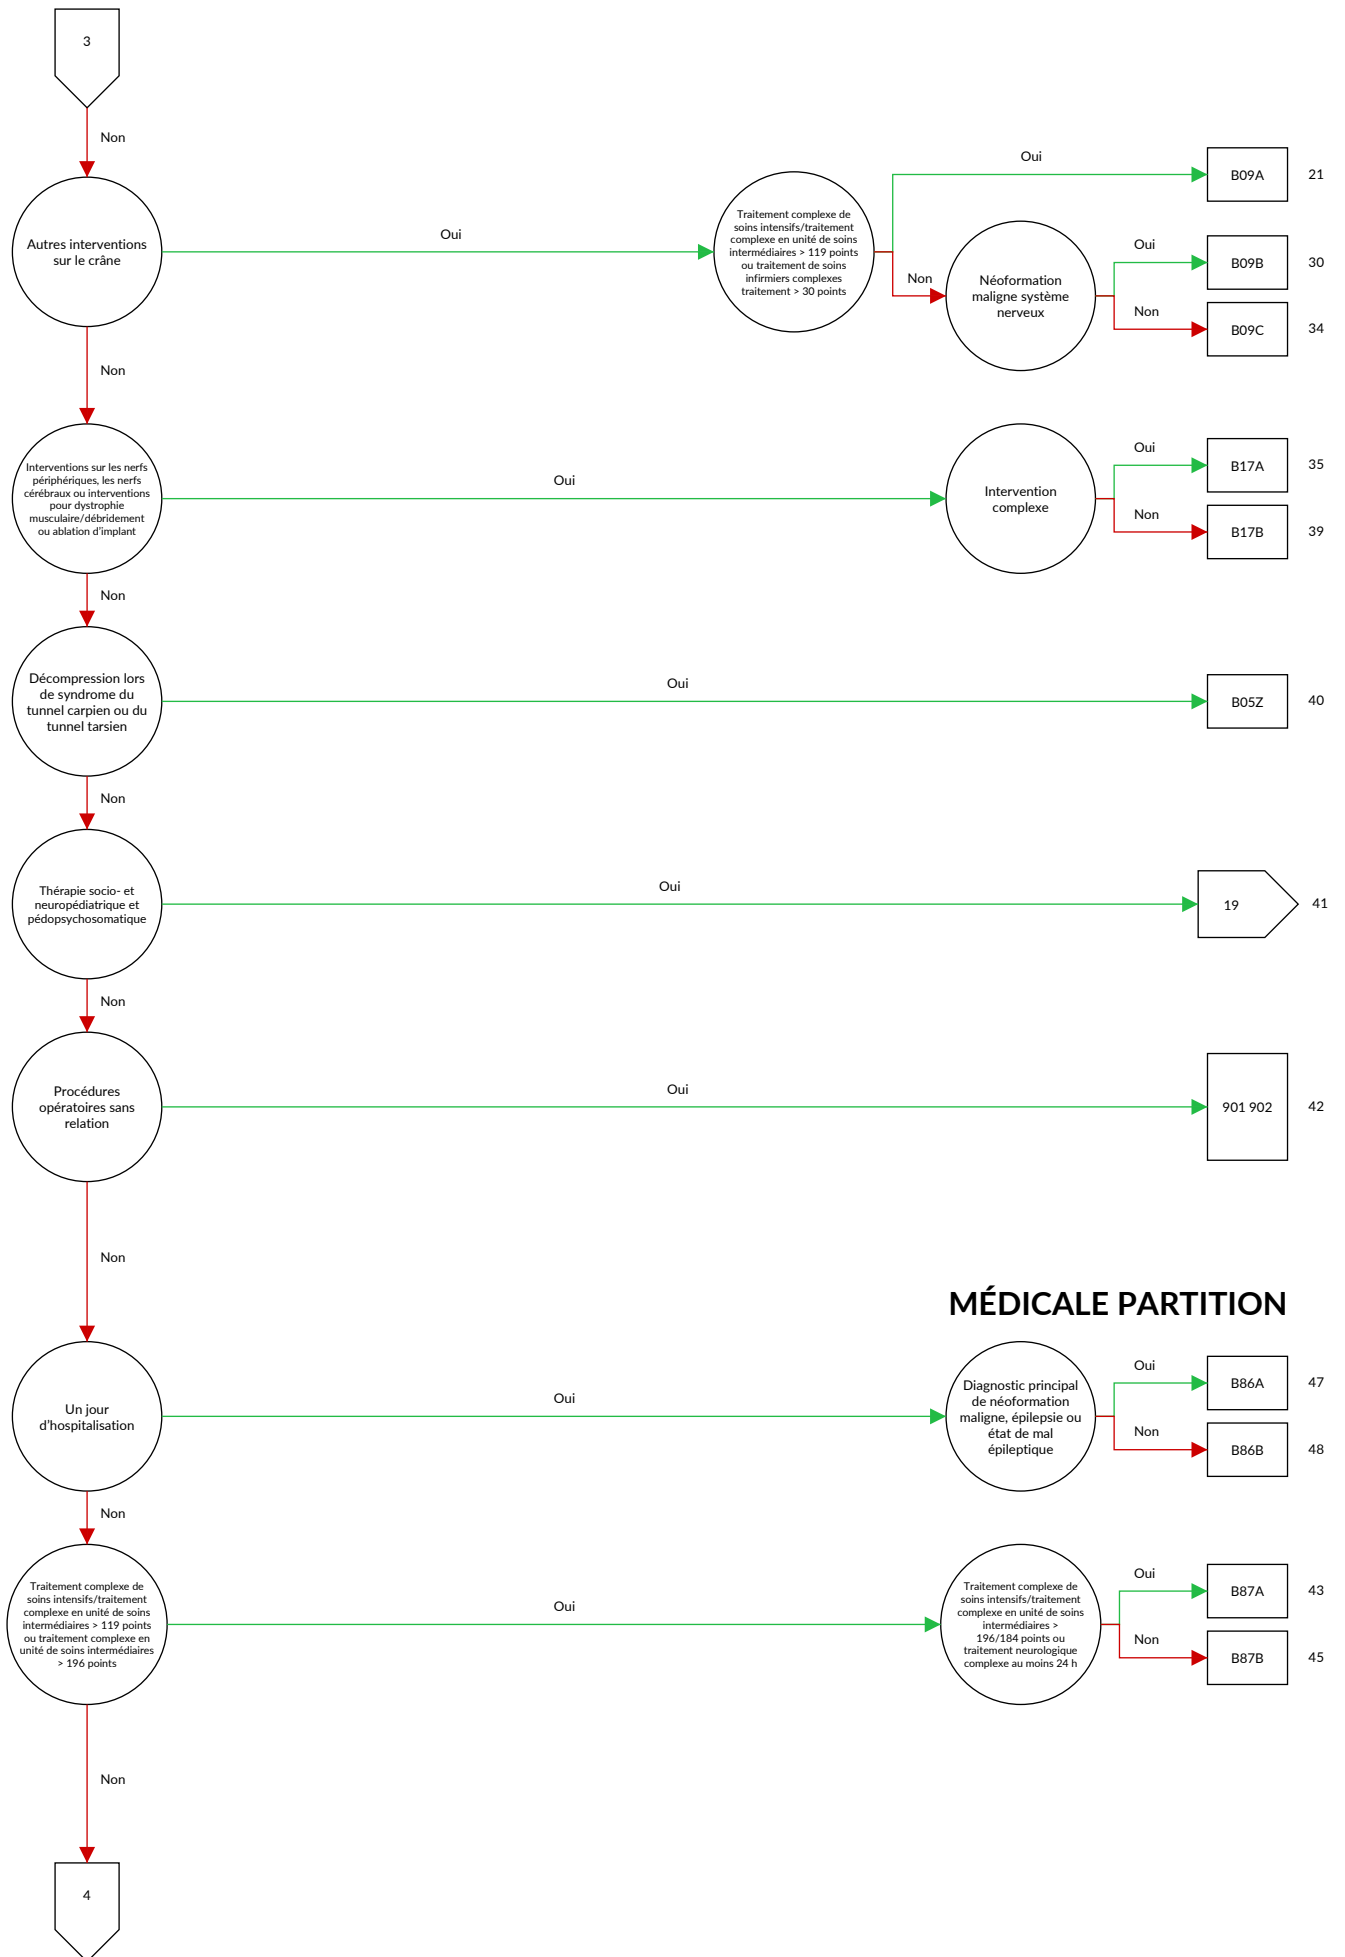 3
Non
Autres interventions
sur le crâne
Oui
Traitement complexe de
soins intensifs/traitement
complexe en unité de soins
intermédiaires > 119 points
ou traitement de soins
infirmiers complexes
traitement > 30 points
Oui
B09A
21
Non
Néoformation
maligne système
nerveux
Oui
B09B
30
Non
B09C
34
Non
Interventions sur les nerfs
périphériques, les nerfs
cérébraux ou interventions
pour dystrophie
musculaire/débridement
ou ablation d'implant
Oui
Intervention
complexe
Oui
B17A
35
Non
B17B
39
Non
Décompression lors
de syndrome du
tunnel carpien ou du
tunnel tarsien
Oui
B05Z
40
Non
Thérapie socio- et
neuropédiatrique et
pédopsychosomatique
Oui
19
41
Non
Procédures
opératoires sans
relation
Oui
901 902
42
Non
MÉDICALE PARTITION
Un jour
d'hospitalisation
Oui
Diagnostic principal
de néoformation
maligne, épilepsie ou
état de mal
épileptique
Oui
B86A
47
Non
B86B
48
Non
Traitement complexe de
soins intensifs/traitement
complexe en unité de soins
intermédiaires > 119 points
ou traitement complexe en
unité de soins intermédiaires
> 196 points
Oui
Traitement complexe de
soins intensifs/traitement
complexe en unité de soins
intermédiaires >
196/184 points ou
traitement neurologique
complexe au moins 24 h
Oui
B87A
43
Non
B87B
45
Non
4